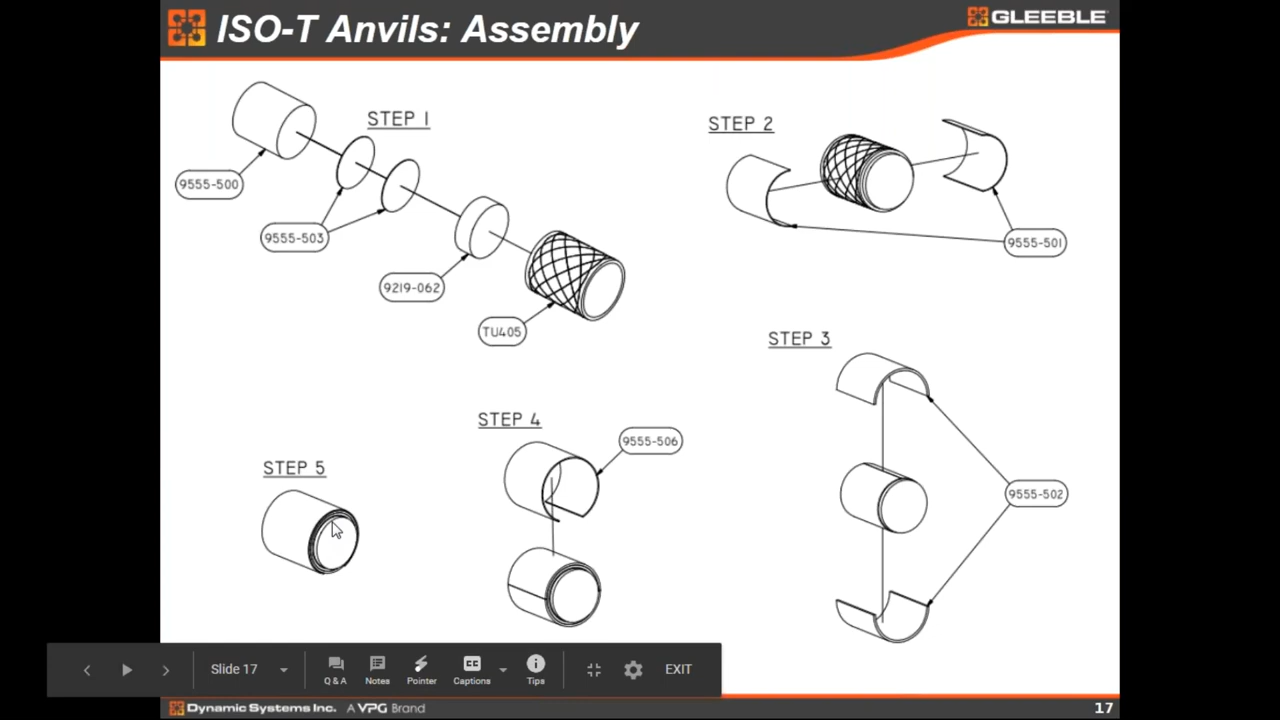 ISO-T Anvils: Assembly
GLEEBLE®
STEP 1
9555-500
9555-503
9219-062
TU405
STEP 2
9555-501
STEP 3
9555-502
STEP 4
9555-506
STEP 5
Slide 17
Q & A
Notes
Pointer
CC
Captions
Tips
EXIT
Dynamic Systems Inc. A VPG Brand
17